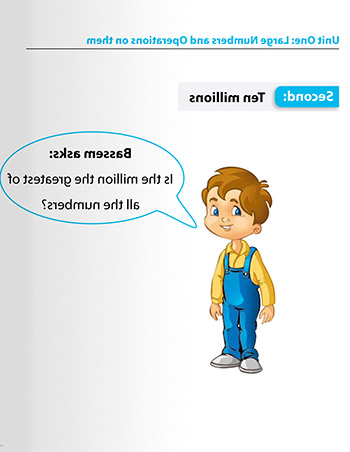 Unit One: Large Numbers and Operations on them
Second: Ten millions
Bassem asks:
Is the million the greatest of
all the numbers?